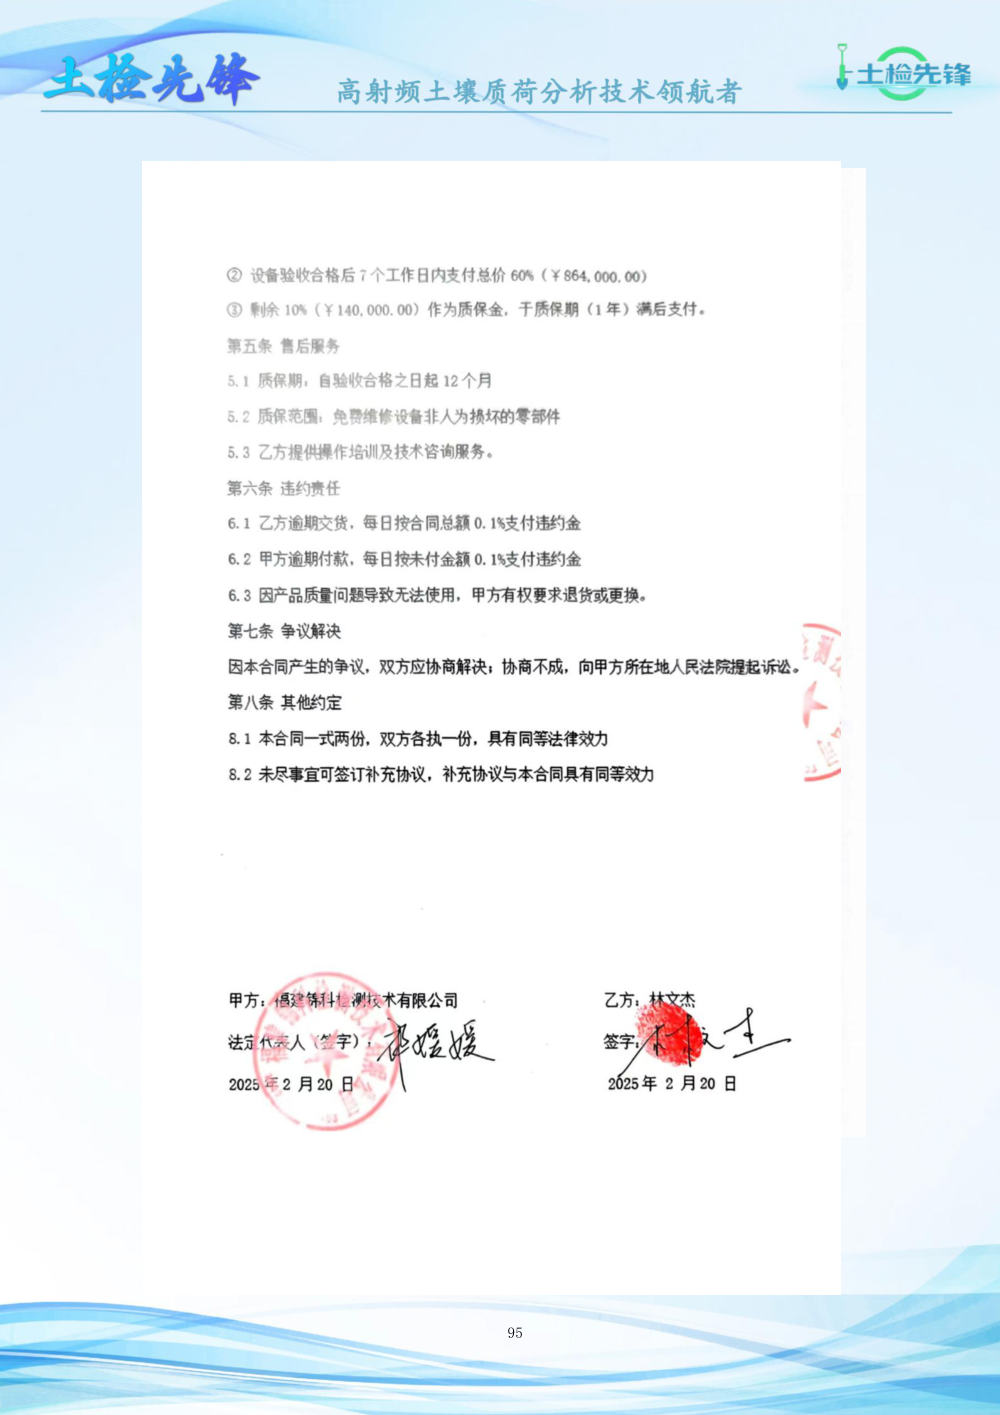 土检先锋
高射频土壤质荷分析技术领航者
土检先锋
② 设备验收合格后7个工作日内支付总价60%（￥864,000.00）
③ 剩余10%（￥140,000.00）作为质保金，于质保期（1年）满后支付。
第五条 售后服务
5.1 质保期：自验收合格之日起12个月
5.2 质保范围：免费维修设备非人为损坏的零部件
5.3 乙方提供操作培训及技术咨询服务。
第六条 违约责任
6.1 乙方逾期交货，每日按合同总额0.1%支付违约金
6.2 甲方逾期付款，每日按未付金额0.1%支付违约金
6.3 因产品质量问题导致无法使用，甲方有权要求退货或更换。
第七条 争议解决
因本合同产生的争议，双方应协商解决；协商不成，向甲方所在地人民法院提起诉讼。
第八条 其他约定
8.1 本合同一式两份，双方各执一份，具有同等法律效力
8.2 未尽事宜可签订补充协议，补充协议与本合同具有同等效力
甲方：福建锦科检测技术有限公司
乙方：林文杰
法定代表人（签字）：
签字：林文杰
2025年2月20日
2025年2月20日
95